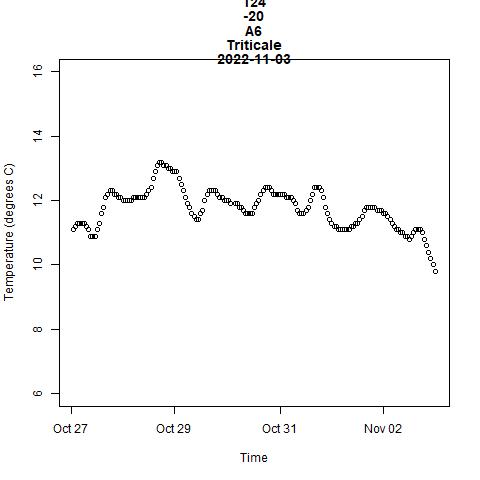 124
-20
A6
Triticale
2022-11-03
16
14
12
10
8
6
Temperature (degrees C)
Oct 27
Oct 29
Oct 31
Nov 02
Time